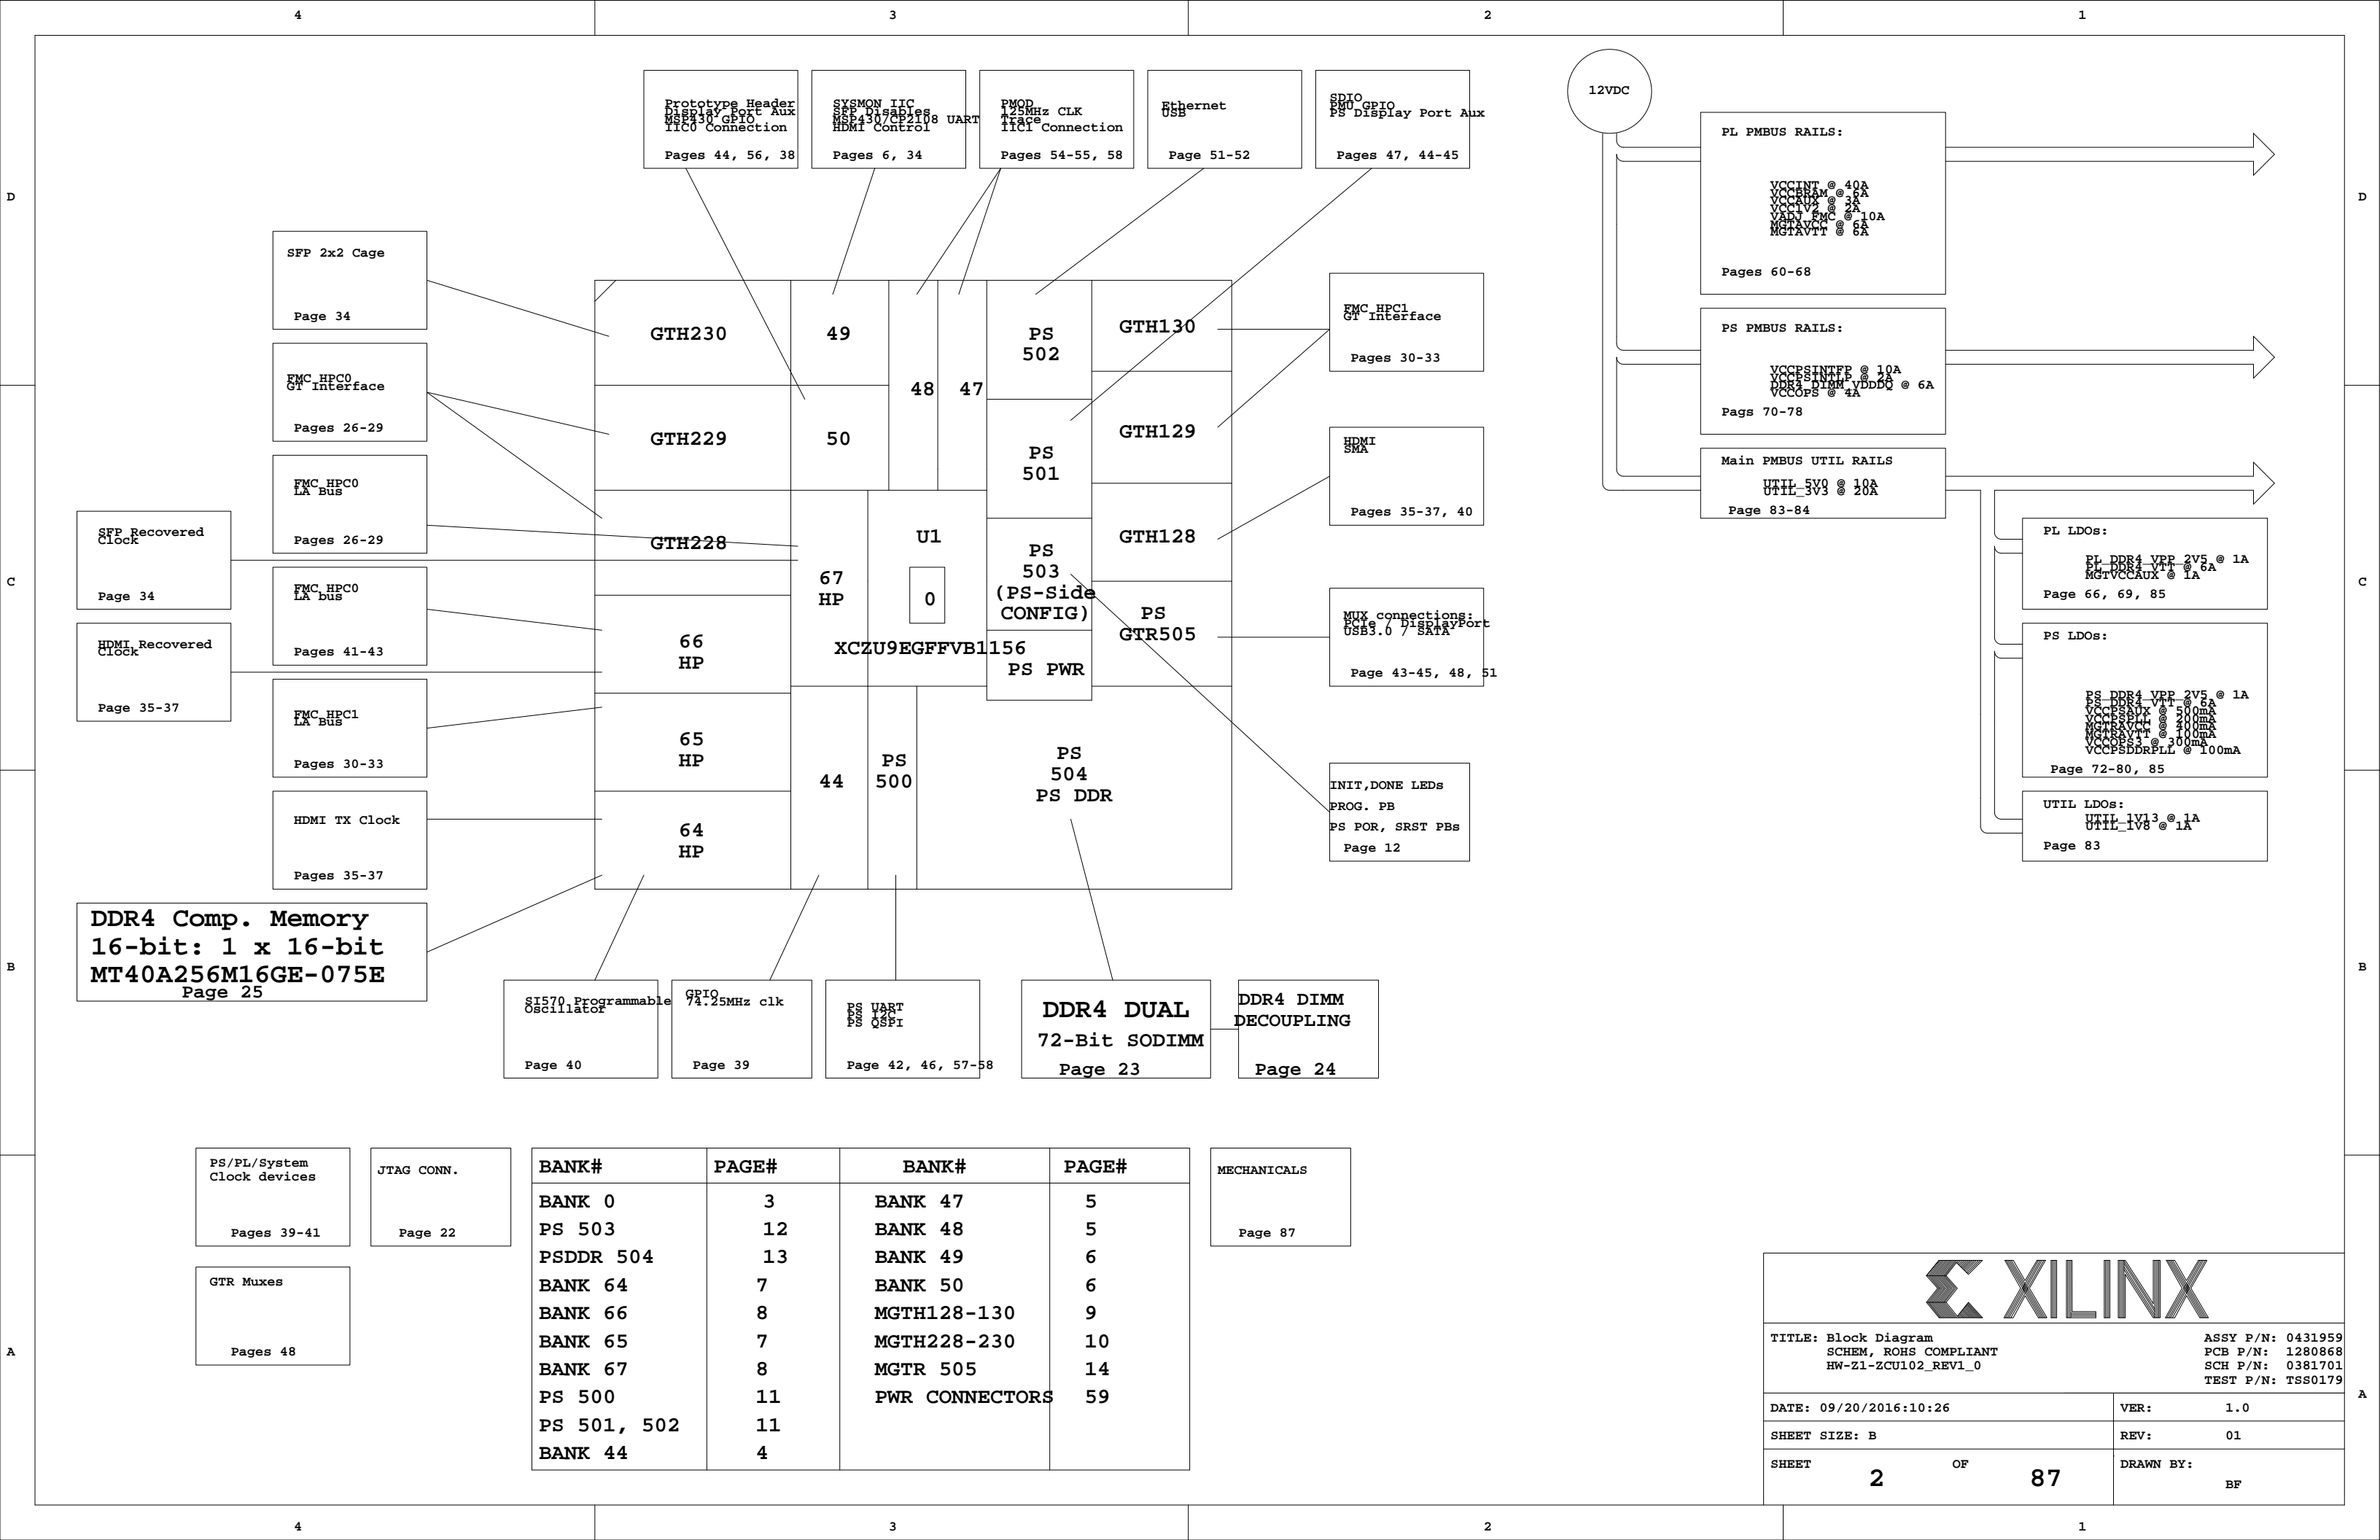 4
3
2
1
D
D
C
C
B
B
A
A
Prototype Header
Display Port Aux
MSP430 GPIO
IIC0 Connection
Pages 44, 56, 38
SYSMON IIC
SFP Disables
MSP430/CP2108 UART
HDMI Control
Pages 6, 34
PMOD
125MHz CLK
Trace
IIC1 Connection
Pages 54-55, 58
Ethernet
USB
Page 51-52
SDIO
PMU GPIO
PS Display Port Aux
Pages 47, 44-45
12VDC
PL PMBUS RAILS:
VCCINT @ 40A
VCCBRAM @ 6A
VCCAUX @ 3A
VCC1V2 @ 2A
VADJ_FMC @ 10A
MGTAVCC @ 6A
MGTAVTT @ 6A
Pages 60-68
PS PMBUS RAILS:
VCCPSINTFP @ 10A
VCCPSINTLP @ 2A
DDR4_DIMM_VDDDQ @ 6A
VCCOPS @ 4A
Pags 70-78
Main PMBUS UTIL RAILS
UTIL_5V0 @ 10A
UTIL_3V3 @ 20A
Page 83-84
PL LDOs:
PL_DDR4_VPP_2V5 @ 1A
PL_DDR4_VTT @ 6A
MGTVCCAUX @ 1A
Page 66, 69, 85
PS LDOs:
PS_DDR4_VPP_2V5 @ 1A
PS_DDR4_VTT @ 6A
VCCPSAUX @ 500mA
VCCPSPLL @ 200mA
MGTRAVCC @ 400mA
MGTRAVTT @ 100mA
VCCOPS3 @ 300mA
VCCPSDDRPLL @ 100mA
Page 72-80, 85
UTIL LDOs:
UTIL_1V13 @ 1A
UTIL_1V8 @ 1A
Page 83
SFP 2x2 Cage
Page 34
FMC HPC0
GT Interface
Pages 26-29
FMC HPC0
LA Bus
Pages 26-29
SFP Recovered
Clock
Page 34
FMC HPC0
LA bus
Pages 41-43
HDMI Recovered
Clock
Page 35-37
FMC HPC1
LA Bus
Pages 30-33
HDMI TX Clock
Pages 35-37
DDR4 Comp. Memory
16-bit: 1 x 16-bit
MT40A256M16GE-075E
Page 25
GTH230
GTH229
GTH228
49
50
48
47
PS
502
PS
501
PS
503
(PS-Side
CONFIG)
PS PWR
GTH130
GTH129
GTH128
PS
GTR505
67
HP
U1
0
XCZU9EGFFVB1156
66
HP
65
HP
64
HP
44
PS
500
PS
504
PS DDR
FMC HPC1
GT Interface
Pages 30-33
HDMI
SMA
Pages 35-37, 40
MUX connections:
PCIe / DisplayPort
USB3.0 / SATA
Page 43-45, 48, 51
INIT,DONE LEDs
PROG. PB
PS POR, SRST PBs
Page 12
SI570 Programmable
Oscillator
Page 40
GPIO
74.25MHz clk
Page 39
PS UART
PS I2C
PS QSPI
Page 42, 46, 57-58
DDR4 DUAL
72-Bit SODIMM
Page 23
DDR4 DIMM
DECOUPLING
Page 24
PS/PL/System
Clock devices
Pages 39-41
JTAG CONN.
Page 22
GTR Muxes
Pages 48
BANK# PAGE# BANK# PAGE#
BANK 0 3 BANK 47 5
PS 503 12 BANK 48 5
PSDDR 504 13 BANK 49 6
BANK 64 7 BANK 50 6
BANK 66 8 MGTH128-130 9
BANK 65 7 MGTH228-230 10
BANK 67 8 MGTR 505 14
PS 500 11 PWR CONNECTORS 59
PS 501, 502 11
BANK 44 4
MECHANICALS
Page 87
XILINX
TITLE: Block Diagram
SCHEM, ROHS COMPLIANT
HW-Z1-ZCU102_REV1_0
ASSY P/N: 0431959
PCB P/N: 1280868
SCH P/N: 0381701
TEST P/N: TSS0179
DATE: 09/20/2016:10:26
VER: 1.0
SHEET SIZE: B
REV: 01
SHEET 2 OF 87
DRAWN BY:
BF
4
3
2
1